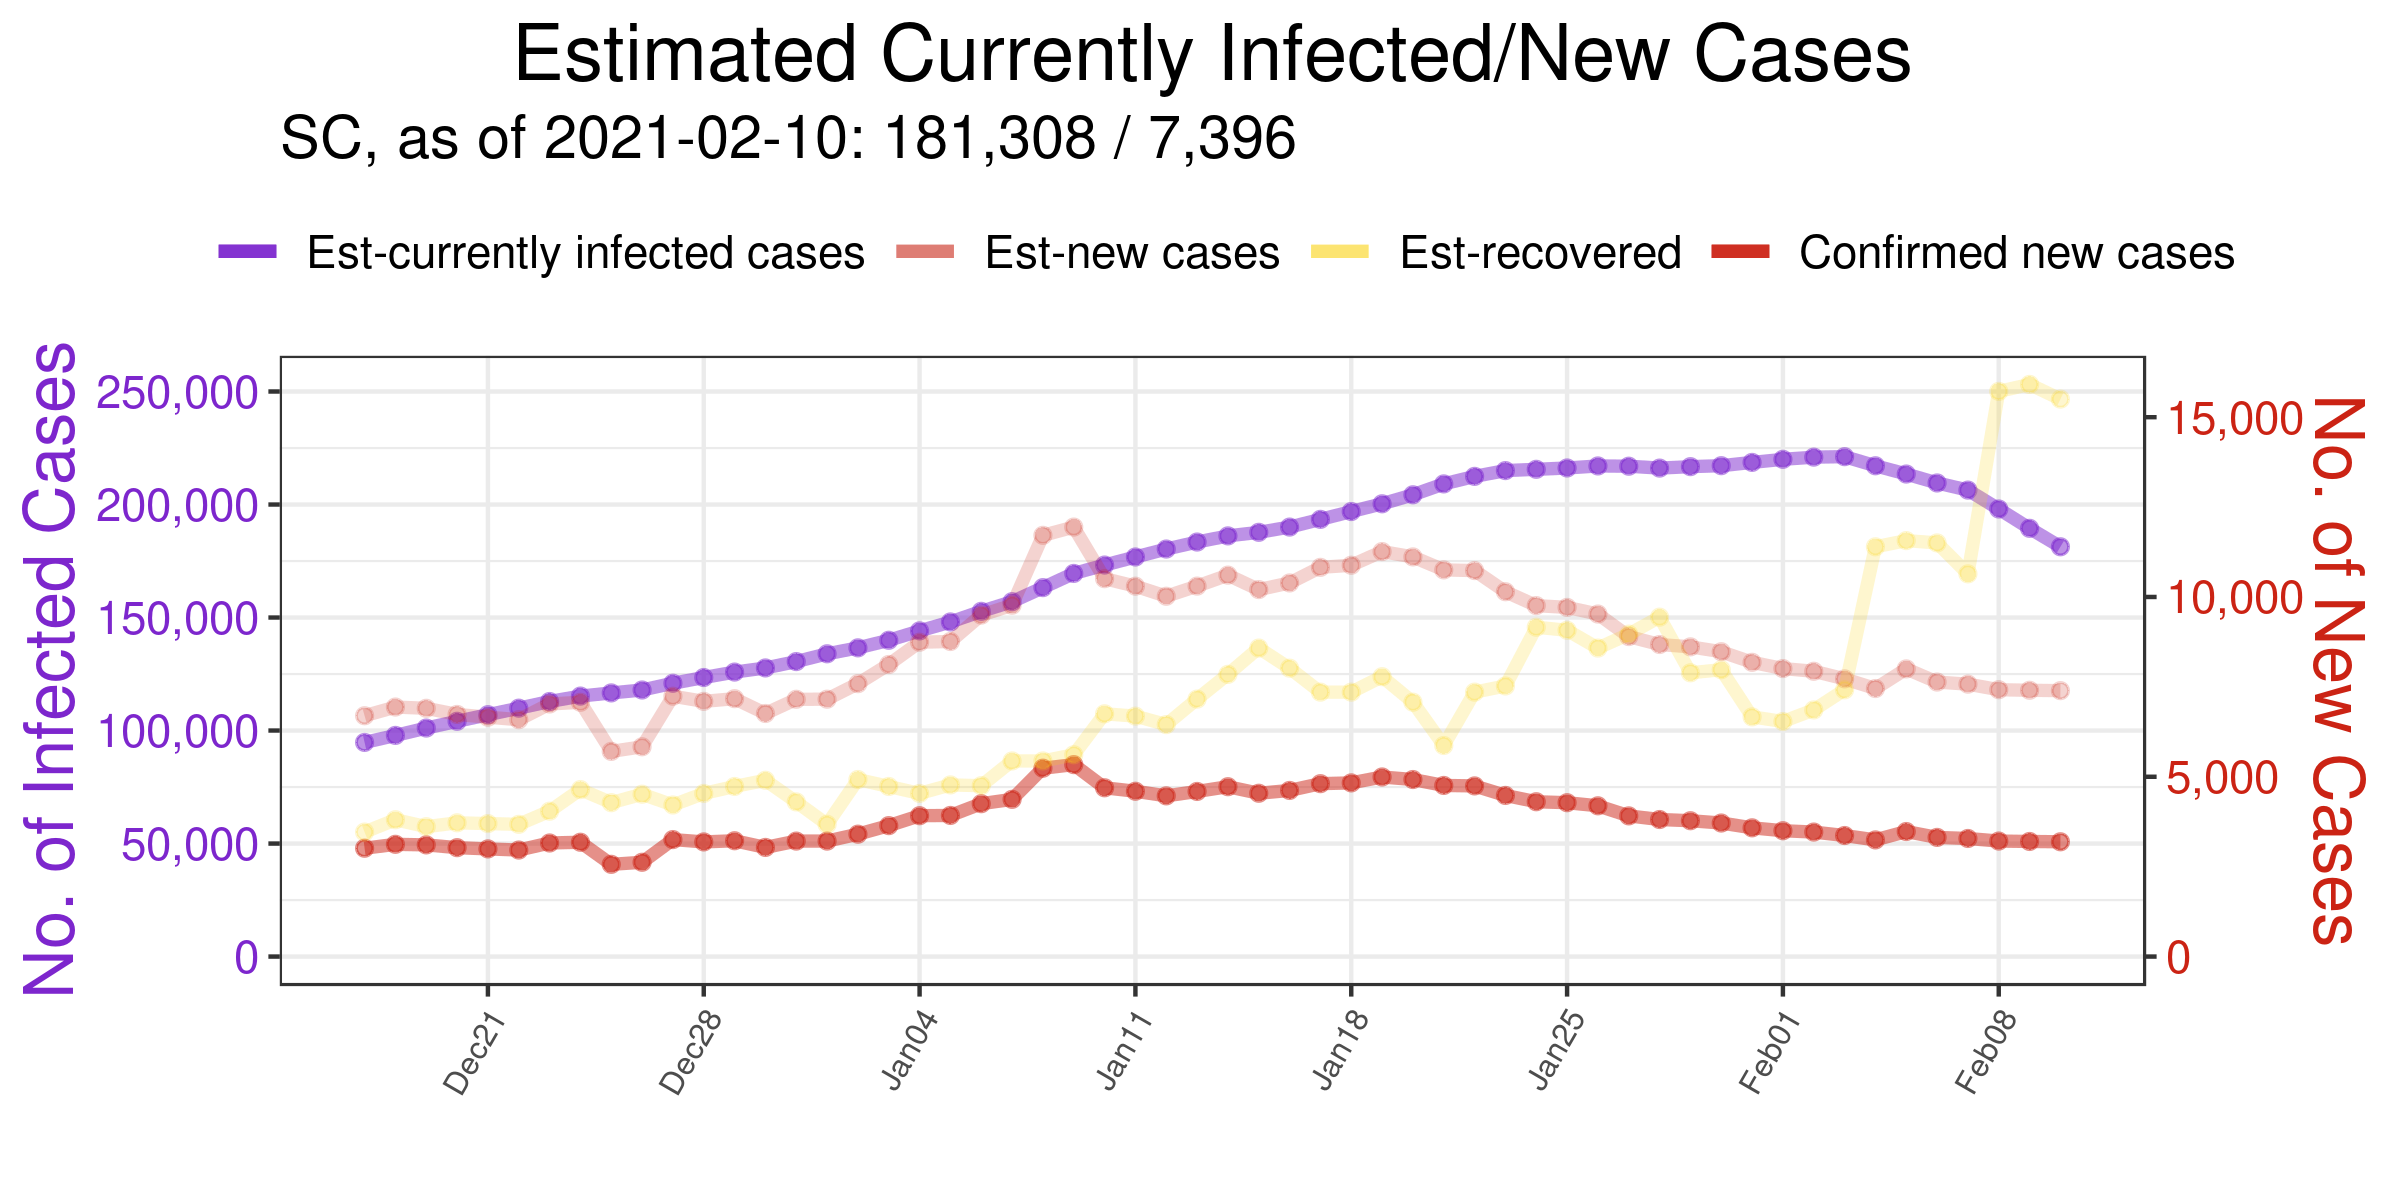 Estimated Currently Infected/New Cases
SC, as of 2021-02-10: 181,308 / 7,396
Est-currently infected cases
Est-new cases
Est-recovered
Confirmed new cases
No. of Infected Cases
250,000
200,000
150,000
100,000
50,000
0
15,000
10,000
5,000
0
No. of New Cases
Dec21
Dec28
Jan04
Jan11
Jan18
Jan25
Feb01
Feb08